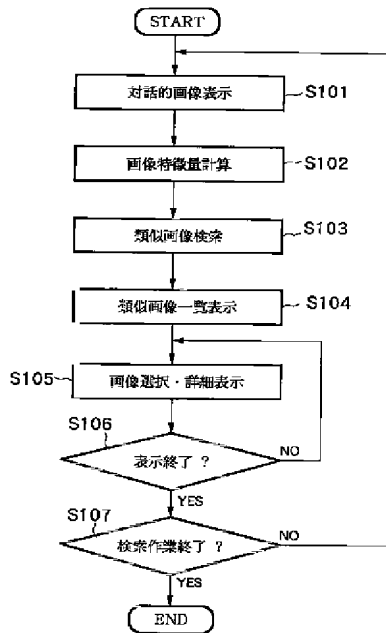 START
対話的画像表示
S101
画像特徴量計算
S102
類似画像検索
S103
類似画像一覧表示
S104
S105
画像選択・詳細表示
S106
表示終了 ?
NO
YES
S107
検索作業終了 ?
NO
YES
END